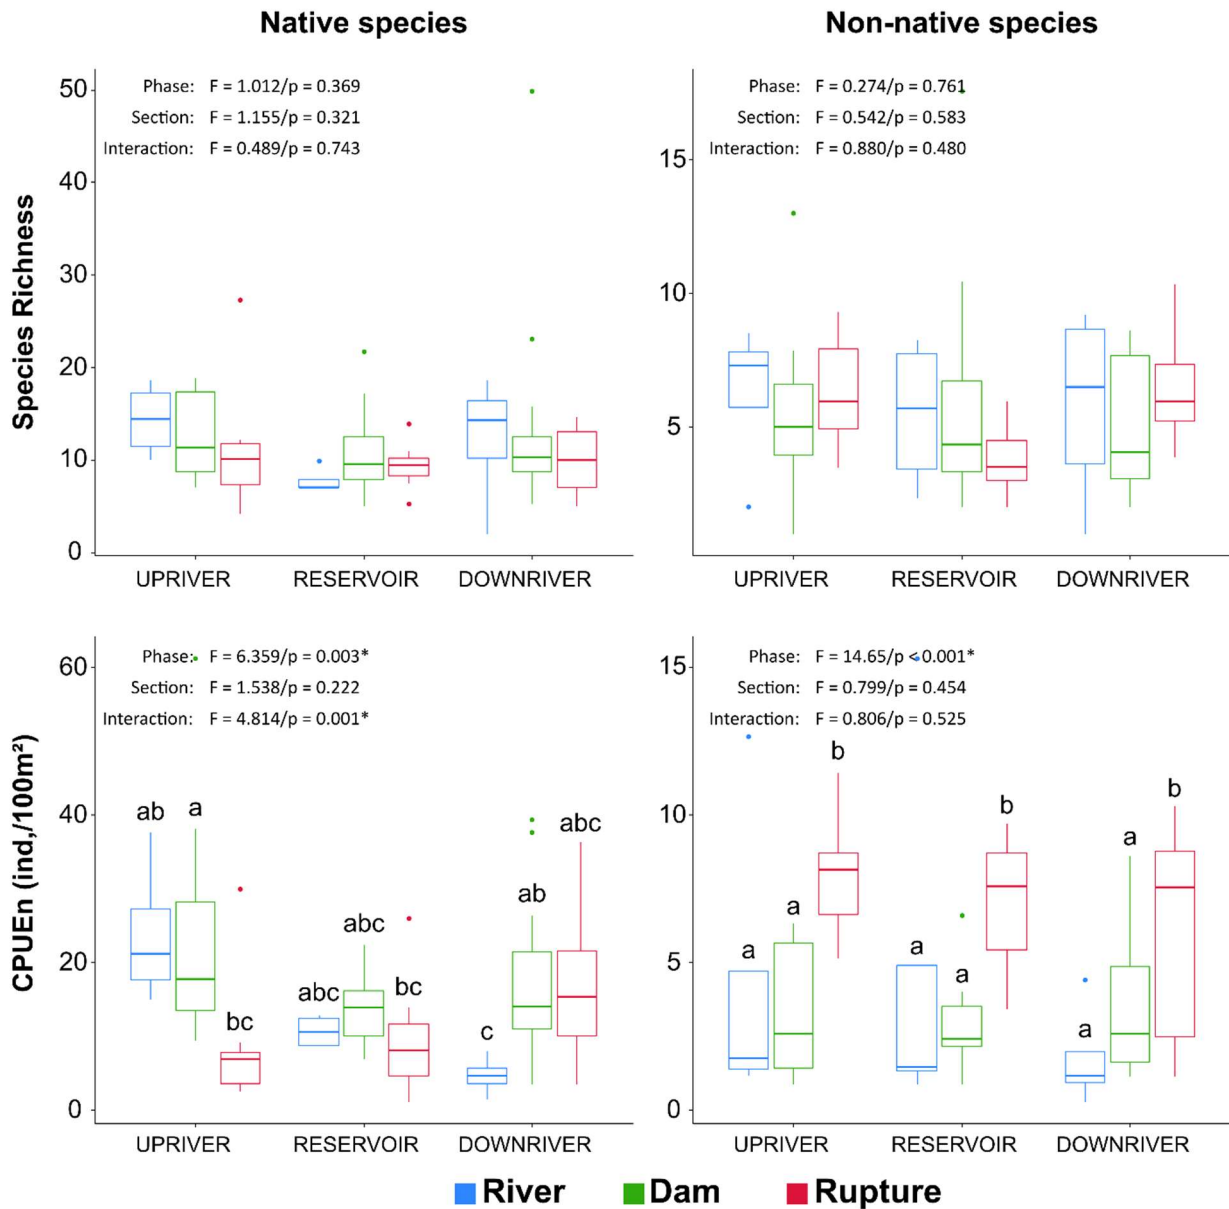 Native species
Non-native species
Species Richness
50
40
30
20
10
0
Phase: F = 1.012/p = 0.369
Section: F = 1.155/p = 0.321
Interaction: F = 0.489/p = 0.743
UPRIVER RESERVOIR DOWNRIVER
15
10
5
Phase: F = 0.274/p = 0.761
Section: F = 0.542/p = 0.583
Interaction: F = 0.880/p = 0.480
UPRIVER RESERVOIR DOWNRIVER
CPUEn (ind,/100m²)
60
40
20
0
Phase: F = 6.359/p = 0.003*
Section: F = 1.538/p = 0.222
Interaction: F = 4.814/p = 0.001*
ab a bc abc abc bc c ab abc
UPRIVER RESERVOIR DOWNRIVER
15
10
5
0
Phase: F = 14.65/p < 0.001*
Section: F = 0.799/p = 0.454
Interaction: F = 0.806/p = 0.525
a a b a a b a a b
UPRIVER RESERVOIR DOWNRIVER
River Dam Rupture